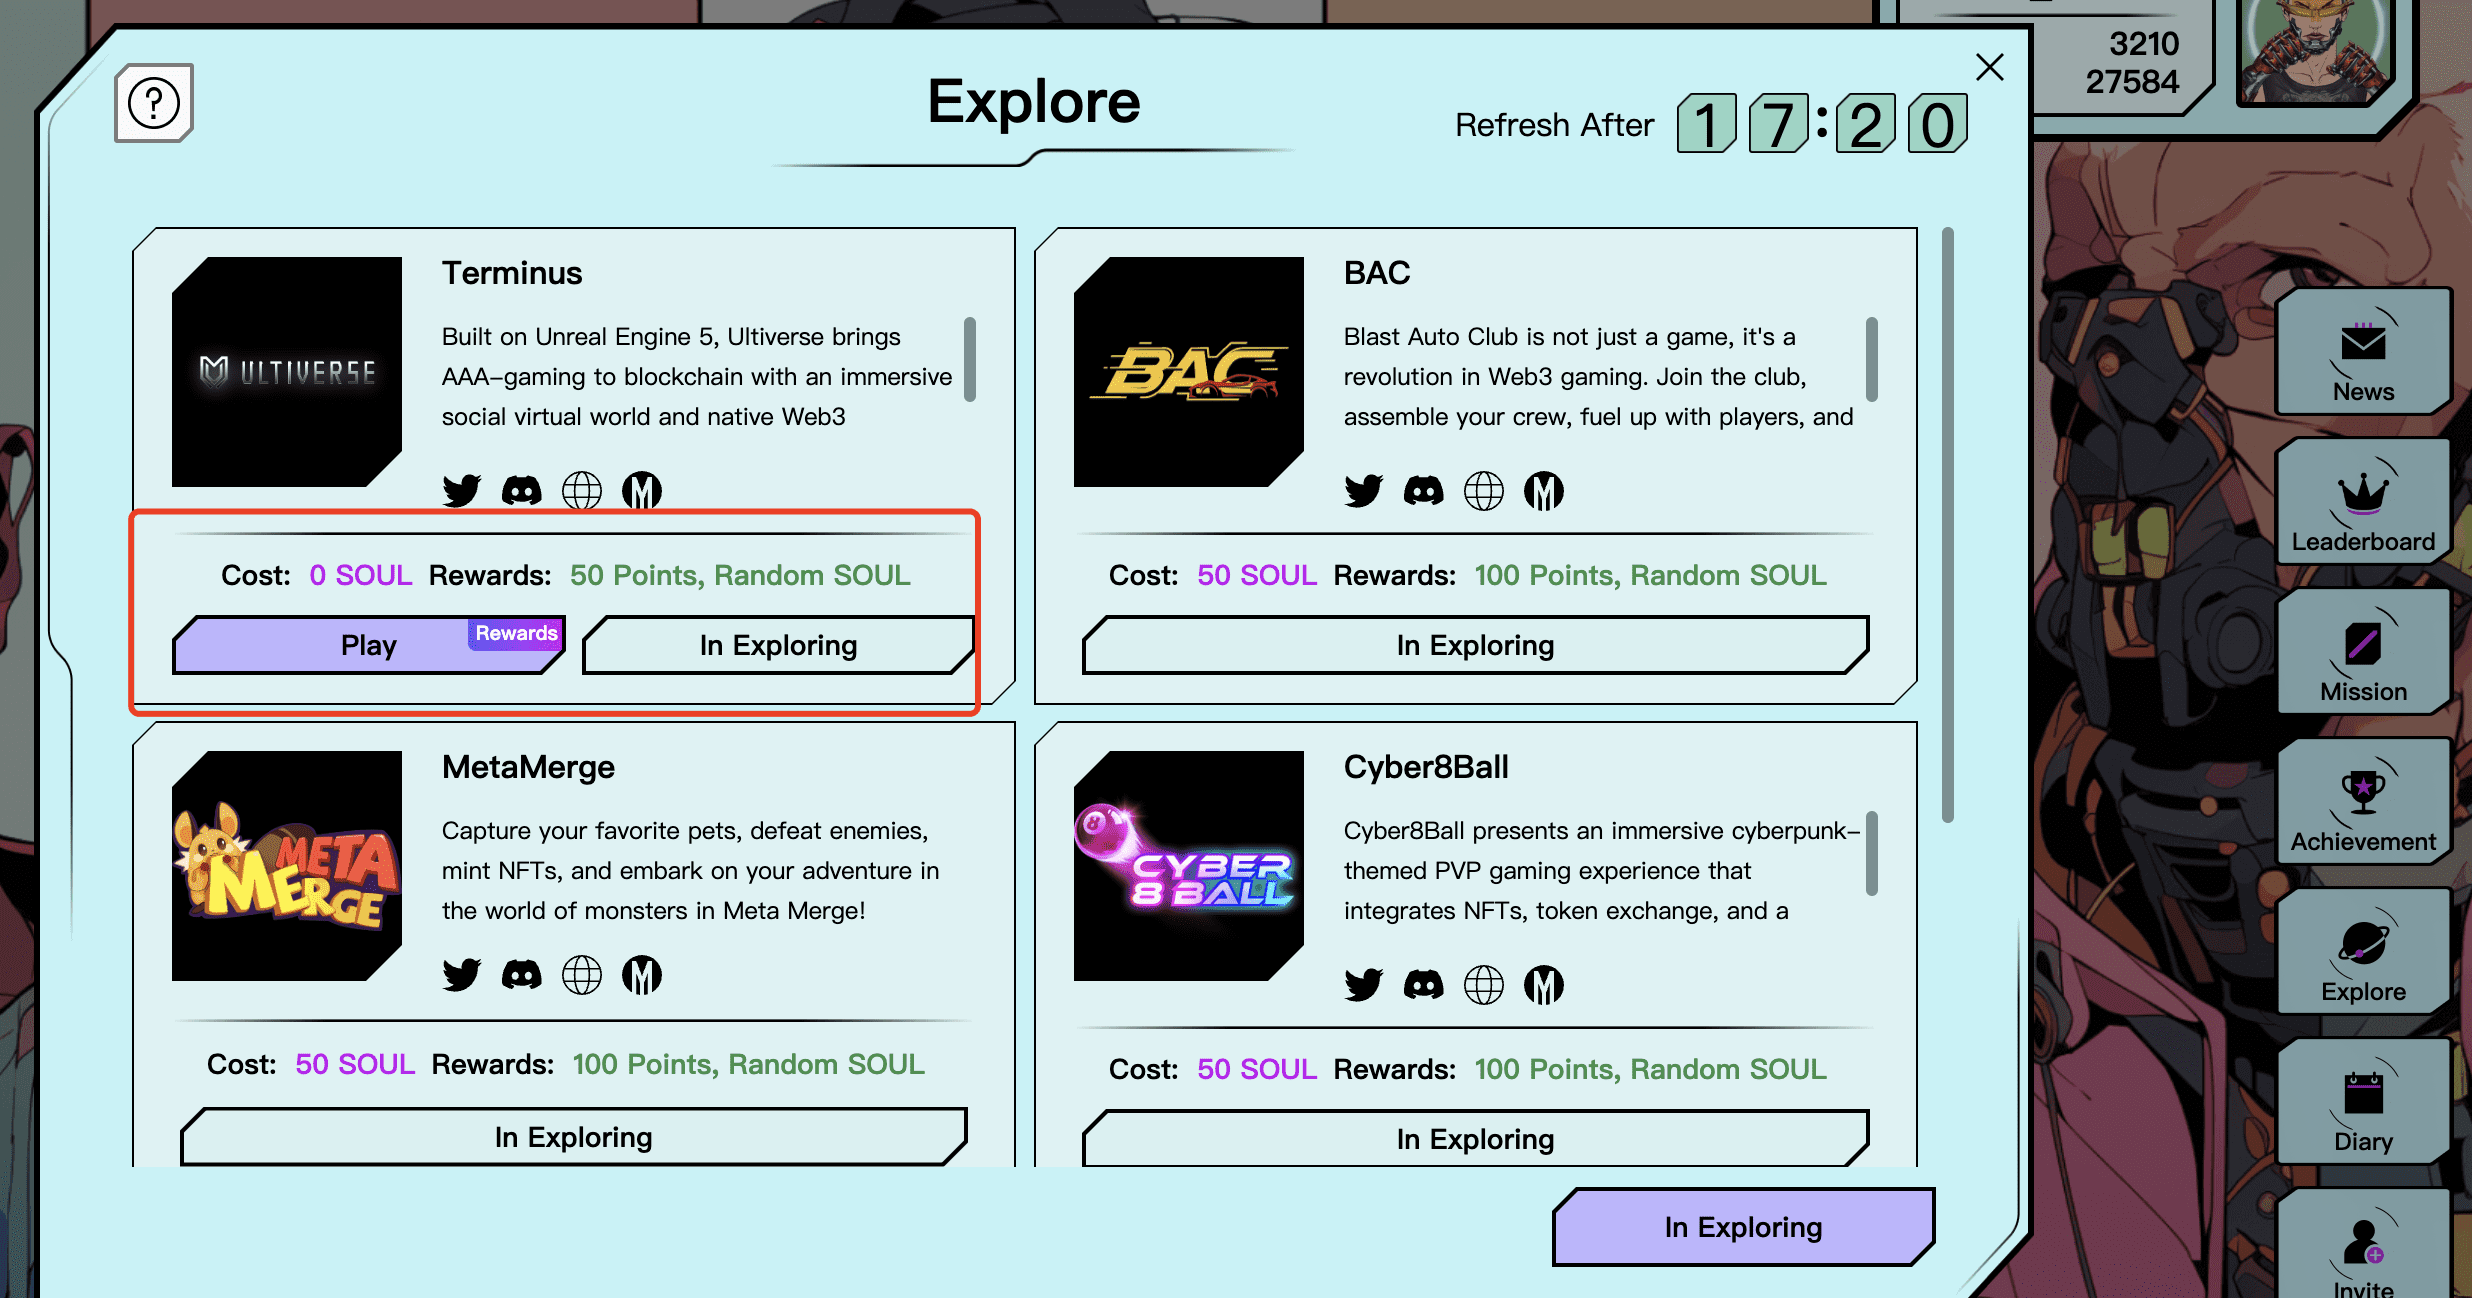 3210
27584
Explore
Refresh After 17:20
Terminus
ULTIVERSE
Built on Unreal Engine 5, Ultiverse brings
AAA-gaming to blockchain with an immersive
social virtual world and native Web3
Cost: 0 SOUL Rewards: 50 Points, Random SOUL
Play
Rewards
In Exploring
BAC
BAC
Blast Auto Club is not just a game, it's a
revolution in Web3 gaming. Join the club,
assemble your crew, fuel up with players, and
Cost: 50 SOUL Rewards: 100 Points, Random SOUL
In Exploring
MetaMerge
META
MERGE
Capture your favorite pets, defeat enemies,
mint NFTs, and embark on your adventure in
the world of monsters in Meta Merge!
Cost: 50 SOUL Rewards: 100 Points, Random SOUL
In Exploring
Cyber8Ball
8
CYBER
8 BALL
Cyber8Ball presents an immersive cyberpunk-
themed PVP gaming experience that
integrates NFTs, token exchange, and a
Cost: 50 SOUL Rewards: 100 Points, Random SOUL
In Exploring
In Exploring
News
Leaderboard
Mission
Achievement
Explore
Diary
Invite